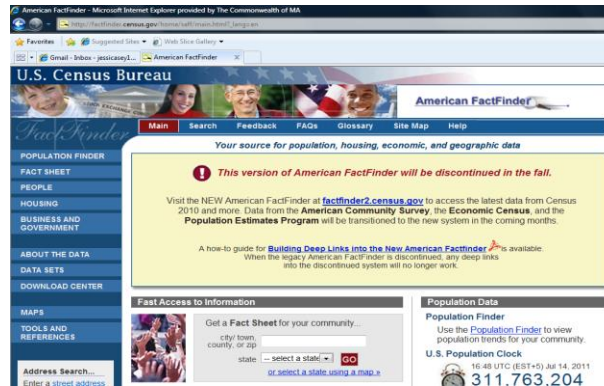 American FactFinder - Microsoft Internet Explorer provided by The Commonwealth of MA
http://factfinder.census.gov/home/saff/main.html?_lang=en
Favorites Suggested Sites Web Slice Gallery
Gmail - Inbox - jessicasey1... American FactFinder
U.S. Census Bureau
American FactFinder
FactFinder
Main Search Feedback FAQs Glossary Site Map Help
Your source for population, housing, economic, and geographic data
POPULATION FINDER
FACT SHEET
PEOPLE
HOUSING
BUSINESS AND
GOVERNMENT
ABOUT THE DATA
DATA SETS
DOWNLOAD CENTER
MAPS
TOOLS AND
REFERENCES
Address Search...
Enter a street address
This version of American FactFinder will be discontinued in the fall.
Visit the NEW American FactFinder at factfinder2.census.gov to access the latest data from Census
2010 and more. Data from the American Community Survey, the Economic Census, and the
Population Estimates Program will be transitioned to the new system in the coming months.
A how-to guide for Building Deep Links into the New American Factfinder is available.
When the legacy American FactFinder is discontinued, any deep links
into the discontinued system will no longer work.
Fast Access to Information
Get a Fact Sheet for your community...
city/ town,
county, or zip
state -- select a state GO
or select a state using a map »
Population Data
Population Finder
Use the Population Finder to view
population trends for your community.
U.S. Population Clock
16:48 UTC (EST+5) Jul 14, 2011
311,763,204